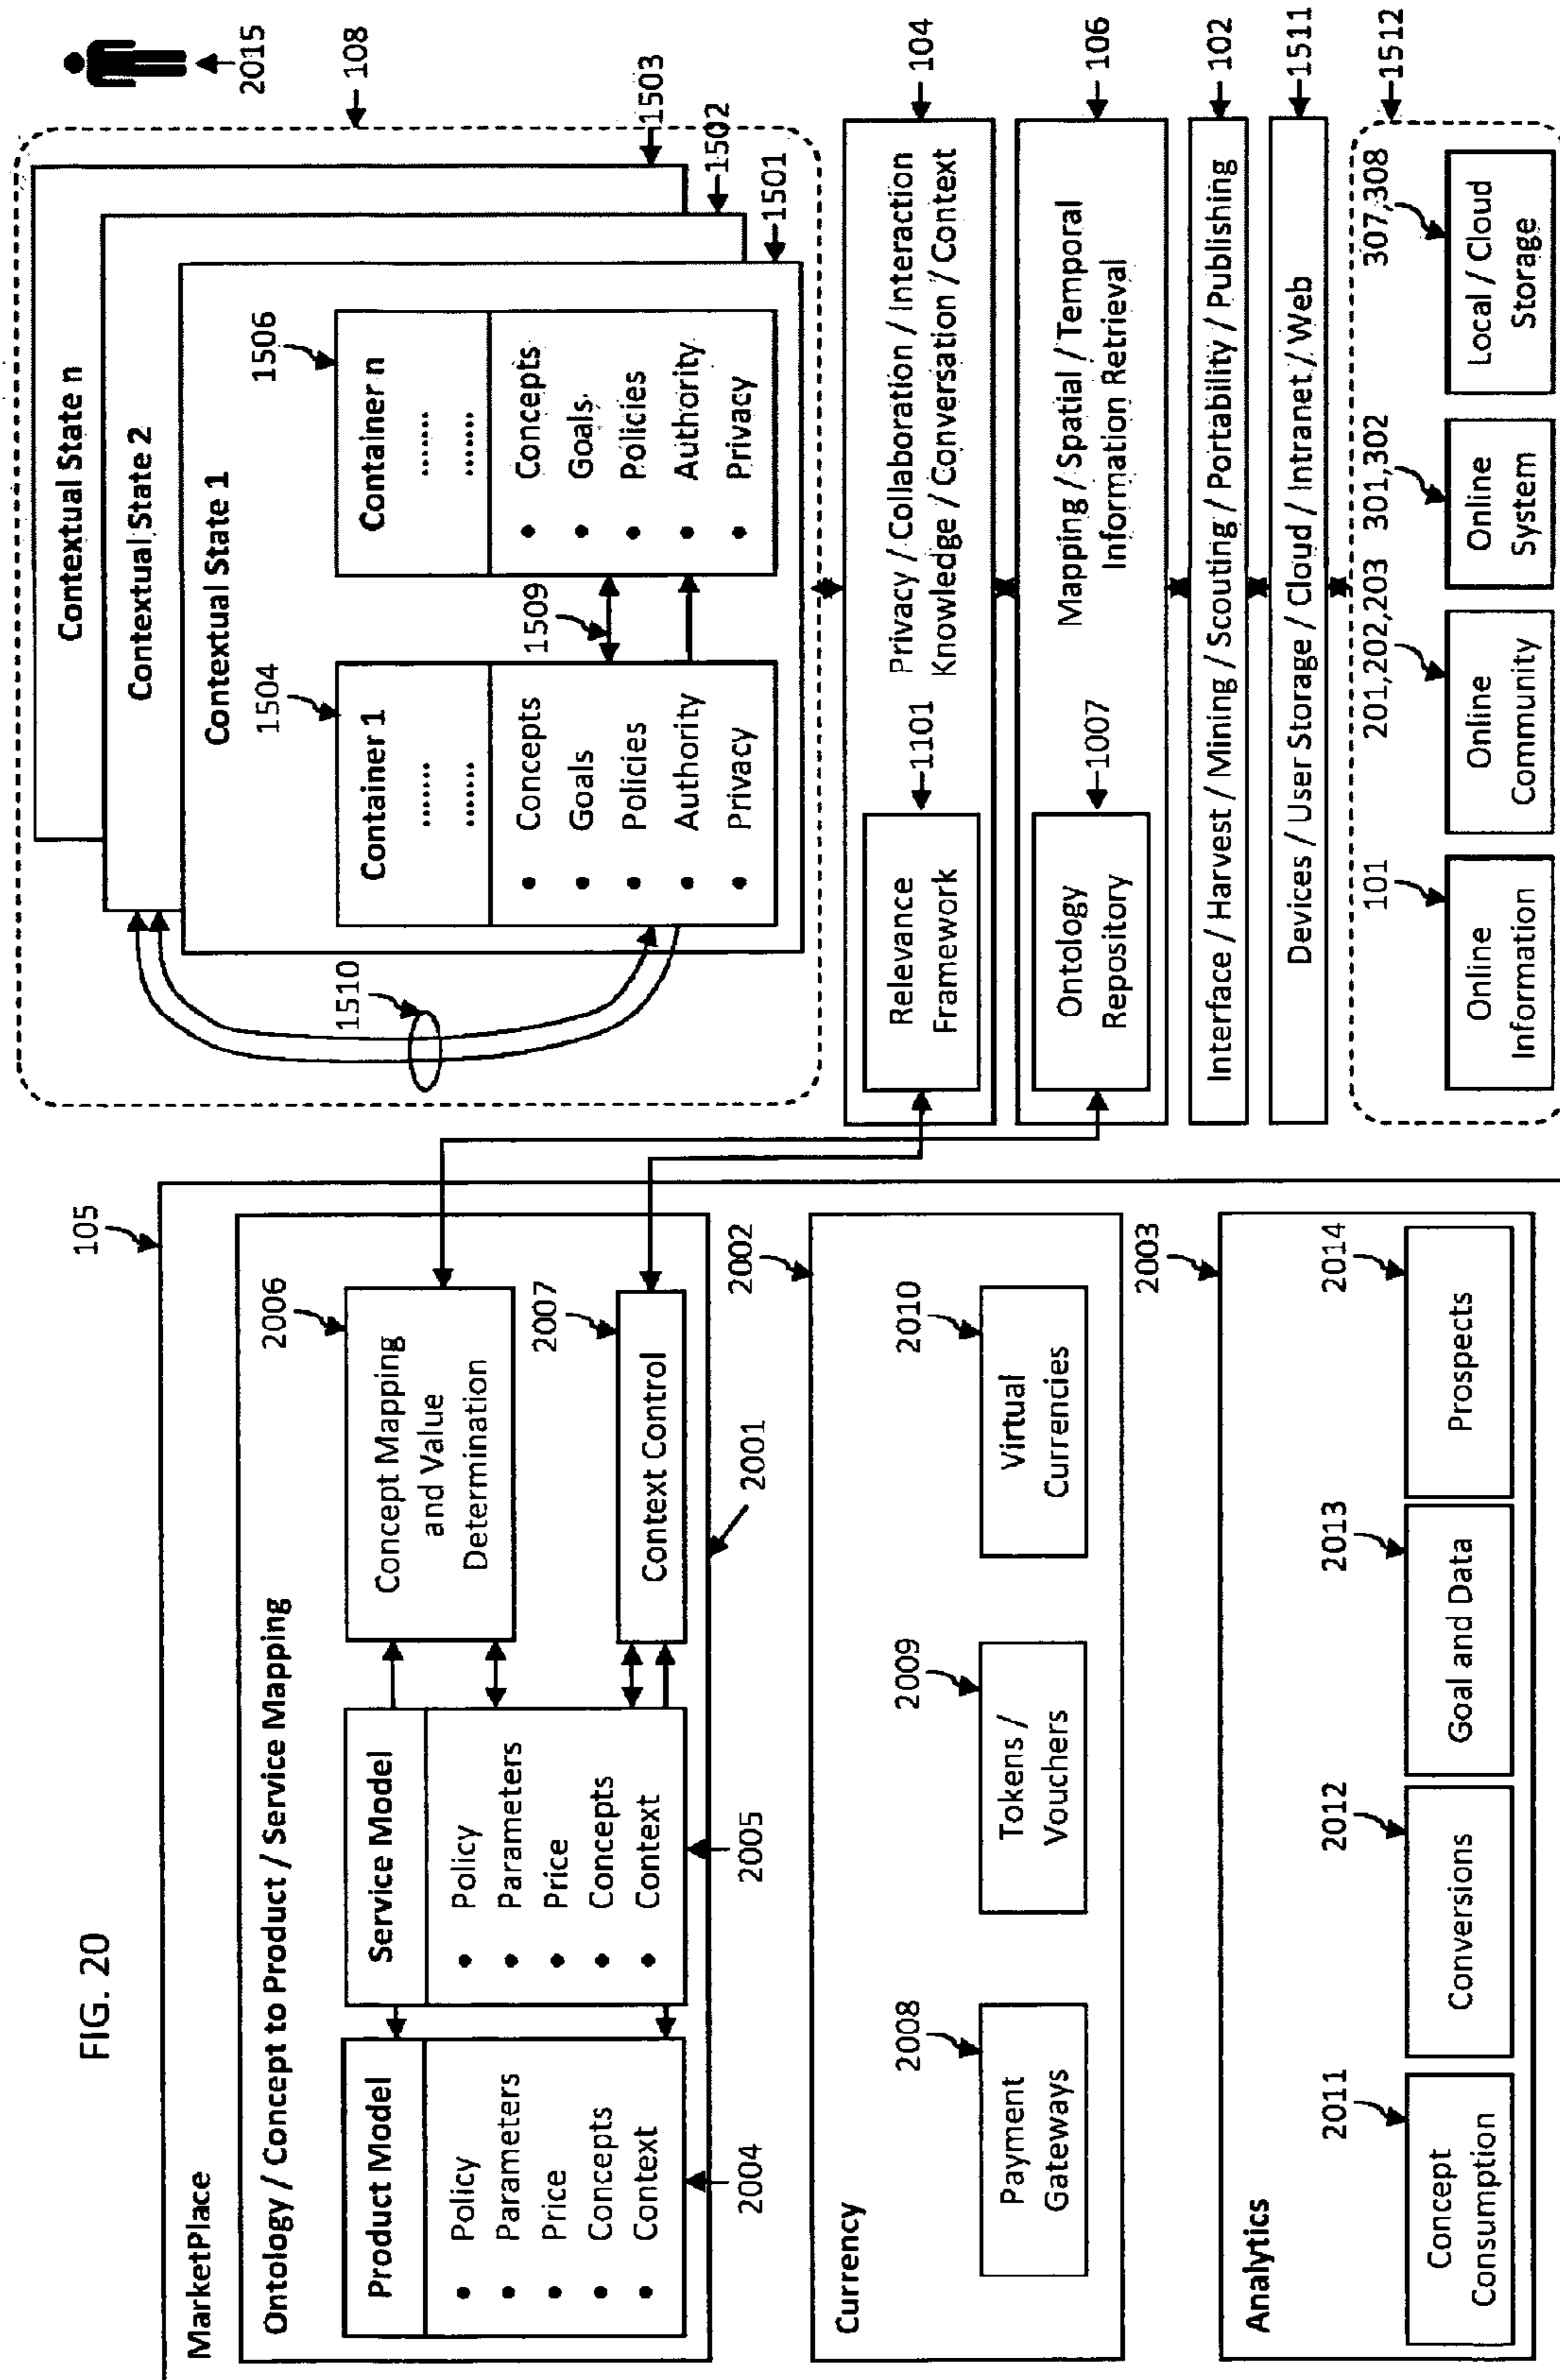 FIG. 20
MarketPlace
105
Ontology / Concept to Product / Service Mapping
Product Model
• Policy
• Parameters
• Price
• Concepts
• Context
2004
Service Model
• Policy
• Parameters
• Price
• Concepts
• Context
2005
2006
Concept Mapping
and Value
Determination
2007
Context Control
2001
Currency
2002
2008
Payment
Gateways
2009
Tokens /
Vouchers
2010
Virtual
Currencies
Analytics
2003
2011
Concept
Consumption
2012
Conversions
2013
Goal and Data
2014
Prospects
2015
108
Contextual State n
1503
Contextual State 2
1502
Contextual State 1
1501
1504
Container 1
.......
.......
• Concepts
• Goals
• Policies
• Authority
• Privacy
1509
1506
Container n
.......
.......
• Concepts
• Goals
• Policies
• Authority
• Privacy
1510
Relevance
Framework
1101
Privacy / Collaboration / Interaction
Knowledge / Conversation / Context
104
Ontology
Repository
1007
Mapping / Spatial / Temporal
Information Retrieval
106
Interface / Harvest / Mining / Scouting / Portability / Publishing
102
Devices / User Storage / Cloud / Intranet / Web
1511
1512
101
Online
Information
201,202,203
Online
Community
301,302
Online
System
307,308
Local / Cloud
Storage